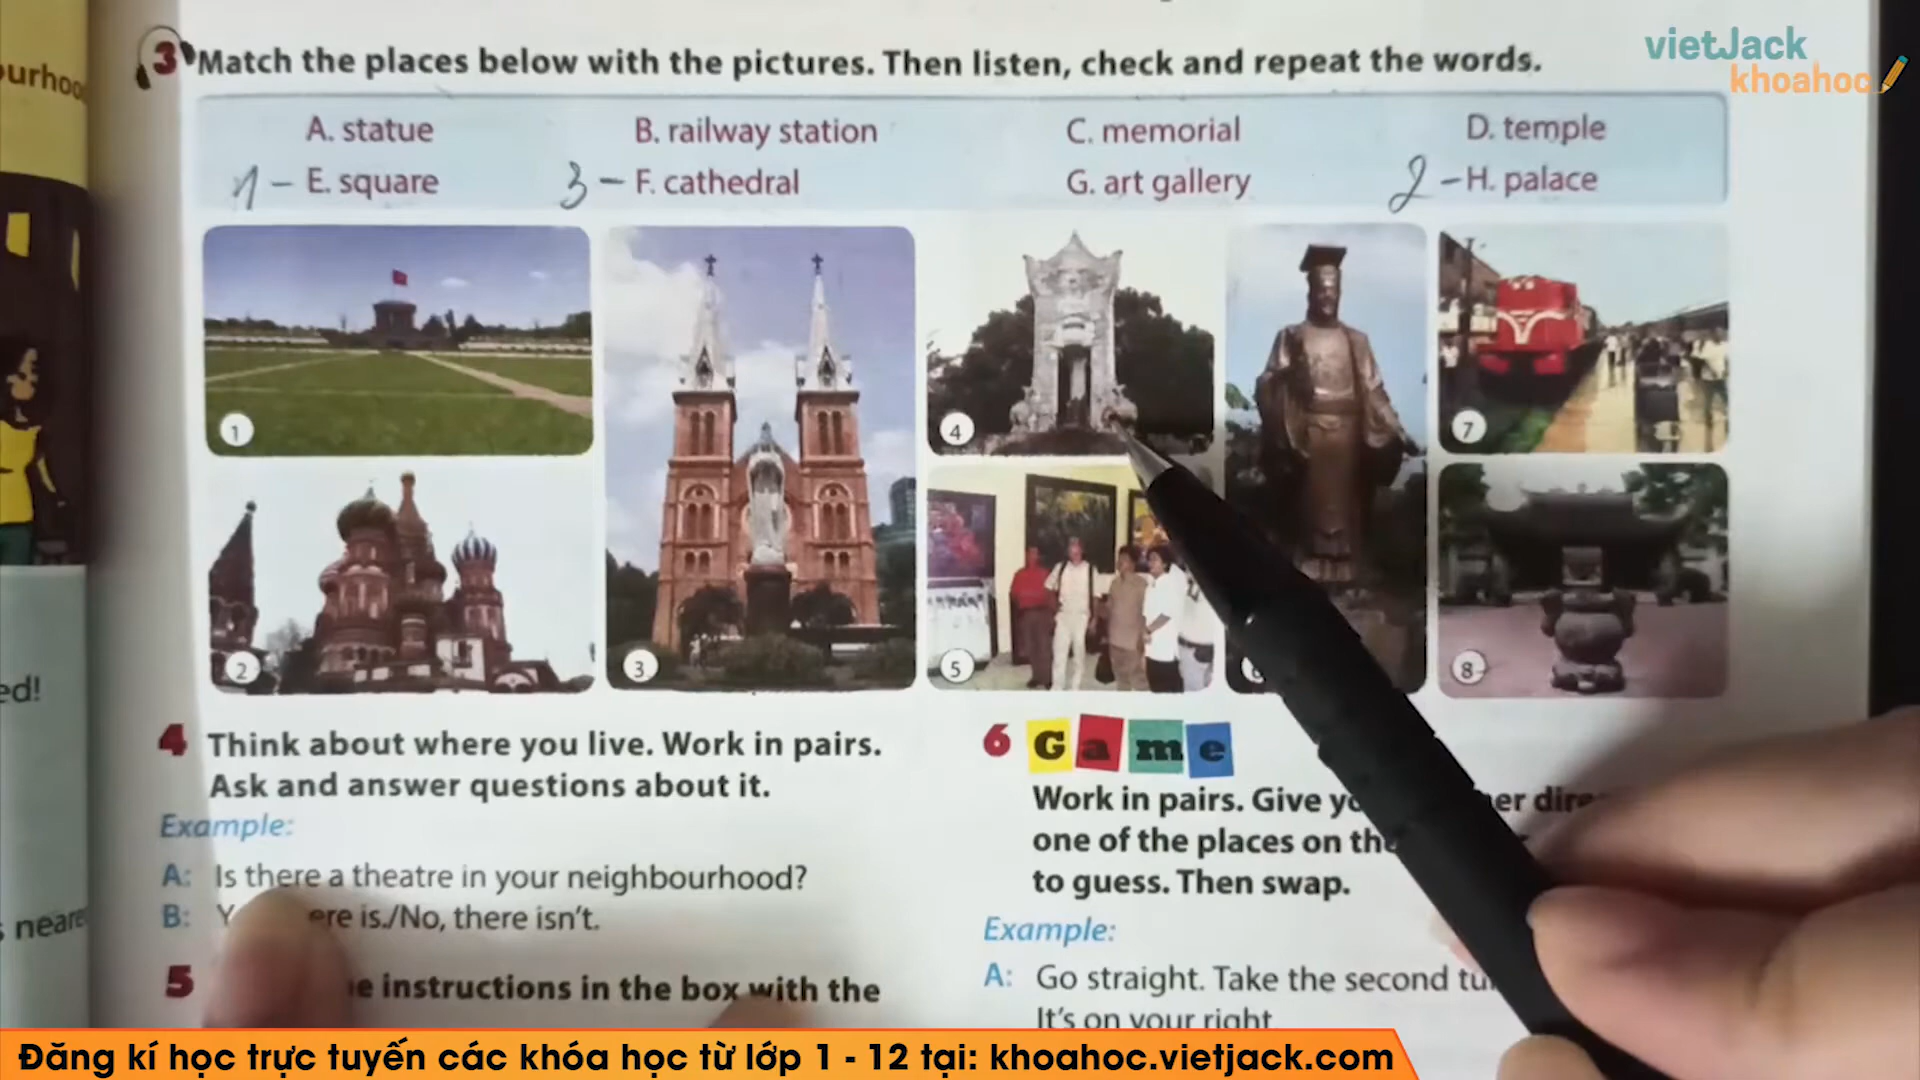 ourhoo
3 Match the places below with the pictures. Then listen, check and repeat the words.
vietJack
khoahoc
A. statue B. railway station C. memorial D. temple
1 – E. square 3 – F. cathedral G. art gallery 2 – H. palace
1
2
3
4
5
7
8
ed!
4 Think about where you live. Work in pairs.
Ask and answer questions about it.
Example:
A: Is there a theatre in your neighbourhood?
B: ere is./No, there isn't.
s neare
5 instructions in the box with the
6 Game
Work in pairs. Give
one of the places on
to guess. Then swap.
Example:
A: Go straight. Take the second
It's on your right
Đăng kí học trực tuyến các khóa học từ lớp 1 - 12 tại: khoahoc.vietjack.com